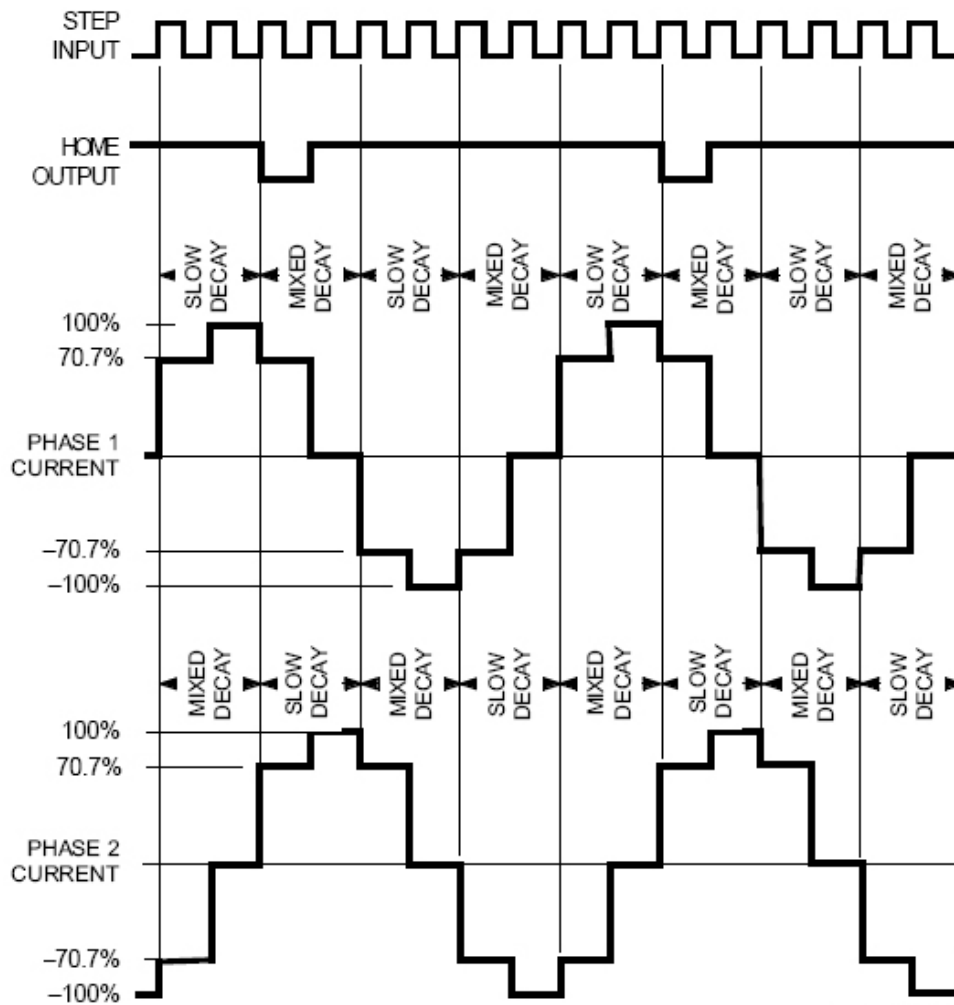 STEP
INPUT
HOME
OUTPUT
SLOW
DECAY
MIXED
DECAY
SLOW
DECAY
MIXED
DECAY
SLOW
DECAY
MIXED
DECAY
SLOW
DECAY
MIXED
DECAY
100%
70.7%
PHASE 1
CURRENT
–70.7%
–100%
MIXED
DECAY
SLOW
DECAY
MIXED
DECAY
SLOW
DECAY
MIXED
DECAY
SLOW
DECAY
MIXED
DECAY
SLOW
DECAY
100%
70.7%
PHASE 2
CURRENT
–70.7%
–100%